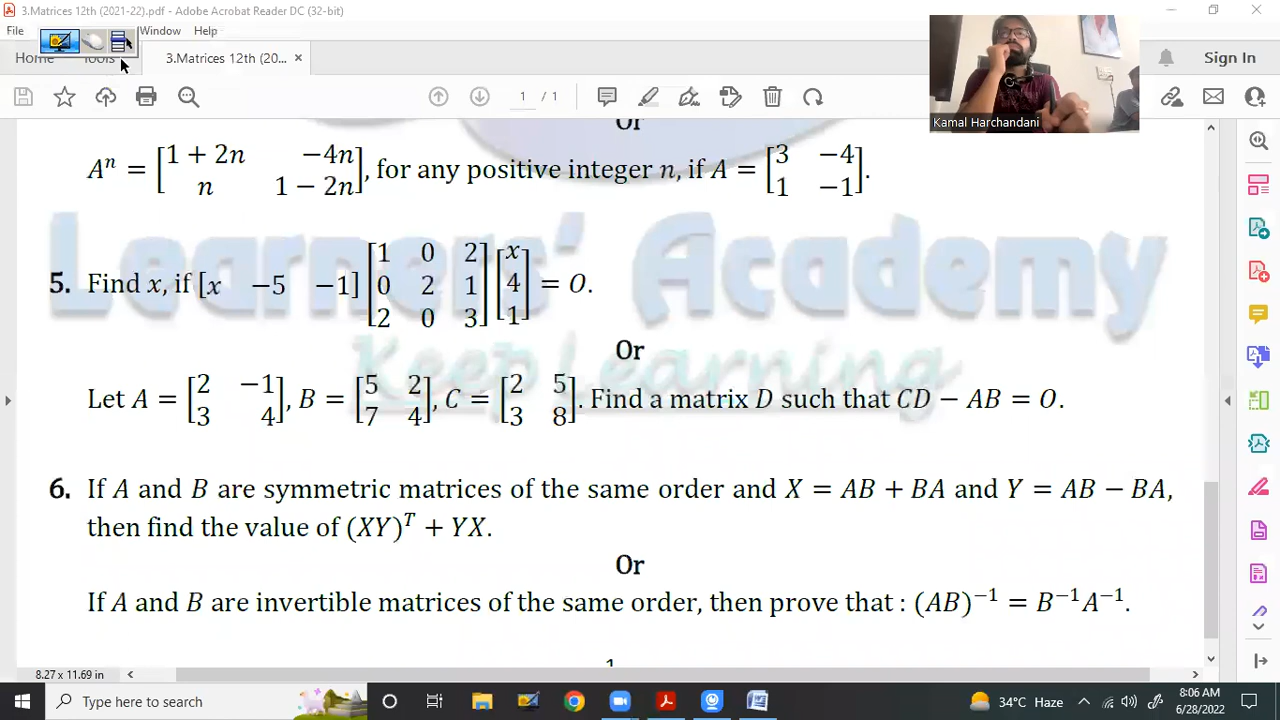 3.Matrices 12th (2021-22).pdf - Adobe Acrobat Reader DC (32-bit)
File Window Help
Home Tools 3.Matrices 12th (20... × Sign In
1 / 1
Kamal Harchandani
Or
Aⁿ = [1 + 2n −4n; n 1 − 2n], for any positive integer n, if A = [3 −4; 1 −1].
5. Find x, if [x −5 −1] [1 0 2; 0 2 1; 2 0 3] [x; 4; 1] = O.
Or
Let A = [2 −1; 3 4], B = [5 2; 7 4], C = [2 5; 3 8]. Find a matrix D such that CD − AB = O.
6. If A and B are symmetric matrices of the same order and X = AB + BA and Y = AB − BA,
then find the value of (XY)ᵀ + YX.
Or
If A and B are invertible matrices of the same order, then prove that : (AB)⁻¹ = B⁻¹A⁻¹.
1
Learners' Academy
Keep Learning
8.27 x 11.69 in
Type here to search
34°C Haze
8:06 AM
6/28/2022